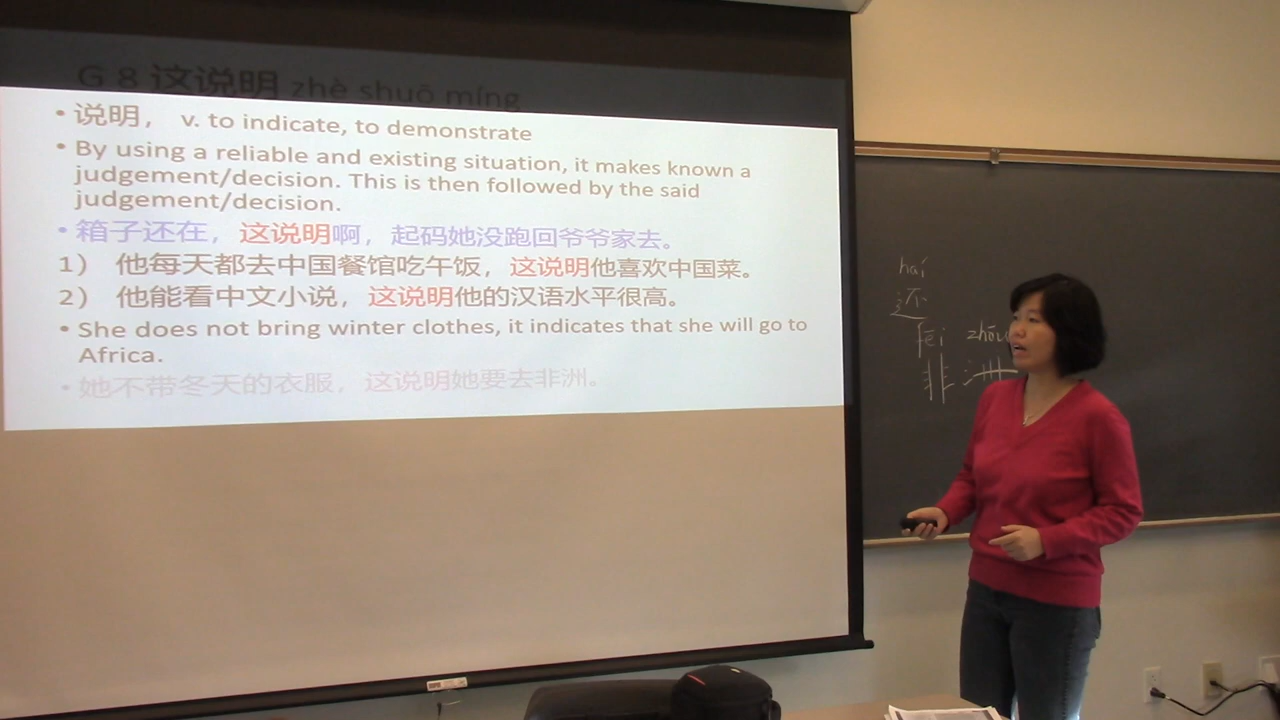 G 8 这说明 zhè shuō míng
• 说明， v. to indicate, to demonstrate
• By using a reliable and existing situation, it makes known a
judgement/decision. This is then followed by the said
judgement/decision.
• 箱子还在，这说明啊，起码她没跑回爷爷家去。
1） 他每天都去中国餐馆吃午饭，这说明他喜欢中国菜。
2） 他能看中文小说，这说明他的汉语水平很高。
• She does not bring winter clothes, it indicates that she will go to
Africa.
• 她不带冬天的衣服，这说明她要去非洲。
hái
还
fēi
非 洲